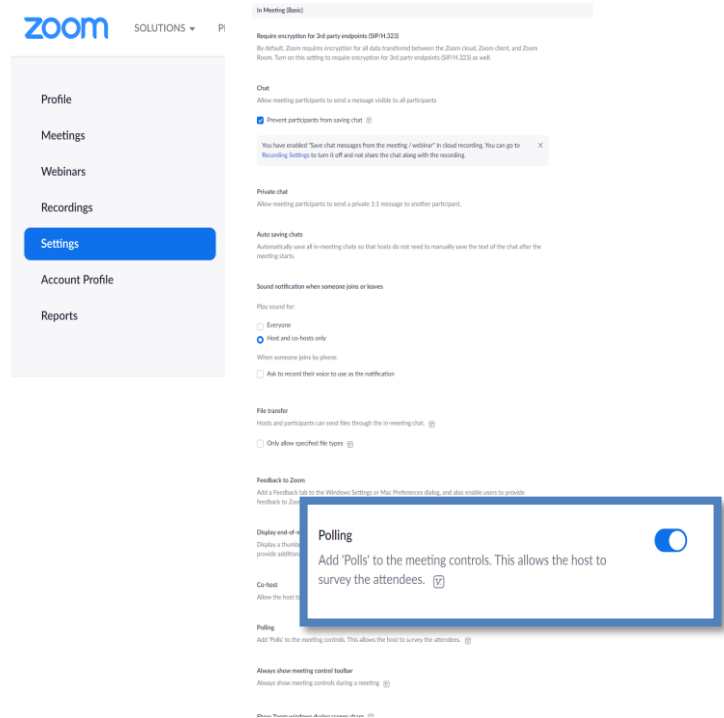 zoom
SOLUTIONS
Profile
Meetings
Webinars
Recordings
Settings
Account Profile
Reports
In Meeting (Basic)
Require encryption for 3rd party endpoints (SIP/H.323)
By default, Zoom requires encryption for all data transferred between the Zoom cloud, Zoom client, and Zoom
Room. Turn on this setting to require encryption for 3rd party endpoints (SIP/H.323) as well.
Chat
Allow meeting participants to send a message visible to all participants
Prevent participants from saving chat
You have enabled "Save chat messages from the meeting / webinar" in cloud recording. You can go to
Recording Settings to turn it off and not share the chat along with the recording.
Private chat
Allow meeting participants to send a private 1:1 message to another participant.
Auto saving chats
Automatically save all in-meeting chats so that hosts do not need to manually save the text of the chat after the
meeting starts.
Sound notification when someone joins or leaves
Play sound for:
Everyone
Host and co-hosts only
When someone joins by phone:
Ask to record their voice to use as the notification
File transfer
Hosts and participants can send files through the in-meeting chat.
Only allow specified file types
Feedback to Zoom
Add a Feedback tab to the Windows Settings or Mac Preferences dialog, and also enable users to provide
feedback to Zoo
Display end-of-
Display a thumb
provide addition
Co-host
Allow the host to
Polling
Add 'Polls' to the meeting controls. This allows the host to
survey the attendees.
Polling
Add 'Polls' to the meeting controls. This allows the host to survey the attendees.
Always show meeting control toolbar
Always show meeting controls during a meeting
Show Zoom windows during screen share